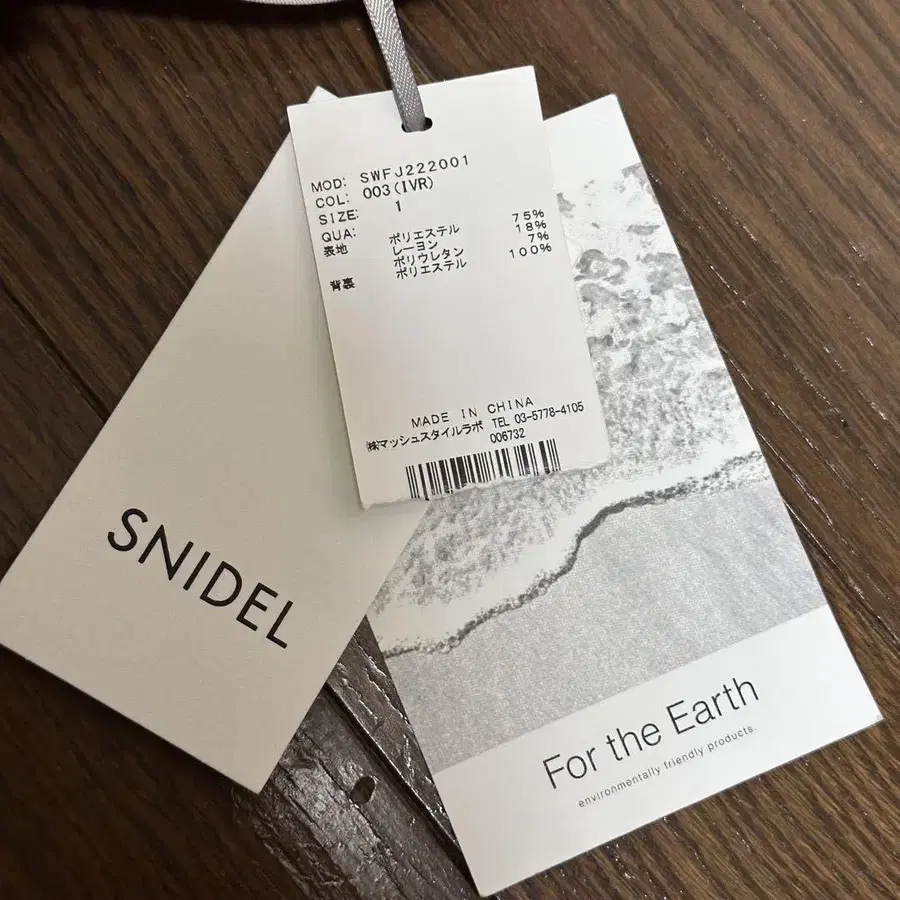 MOD: SWFJ222001
COL: 003(IVR)
SIZE: 1
QUA:
表地 ポリエステル 75%
レーヨン 18%
ポリウレタン 7%
背裏 ポリエステル 100%
MADE IN CHINA
㈱マッシュスタイルラボ TEL 03-5778-4105
006732
SNIDEL
For the Earth
environmentally friendly products.